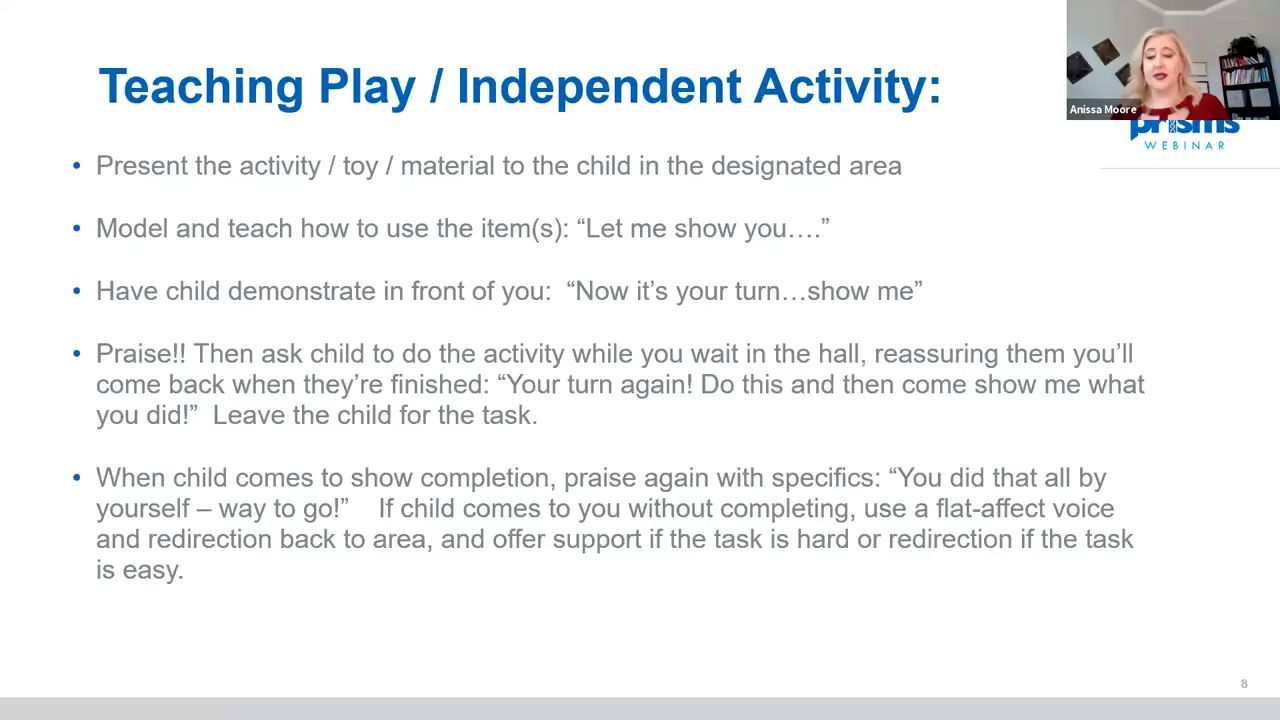 Teaching Play / Independent Activity:
Anissa Moore
prisms
WEBINAR
• Present the activity / toy / material to the child in the designated area
• Model and teach how to use the item(s): “Let me show you….”
• Have child demonstrate in front of you:  “Now it’s your turn…show me”
• Praise!! Then ask child to do the activity while you wait in the hall, reassuring them you’ll
come back when they’re finished: “Your turn again! Do this and then come show me what
you did!”  Leave the child for the task.
• When child comes to show completion, praise again with specifics: “You did that all by
yourself – way to go!”    If child comes to you without completing, use a flat-affect voice
and redirection back to area, and offer support if the task is hard or redirection if the task
is easy.
8